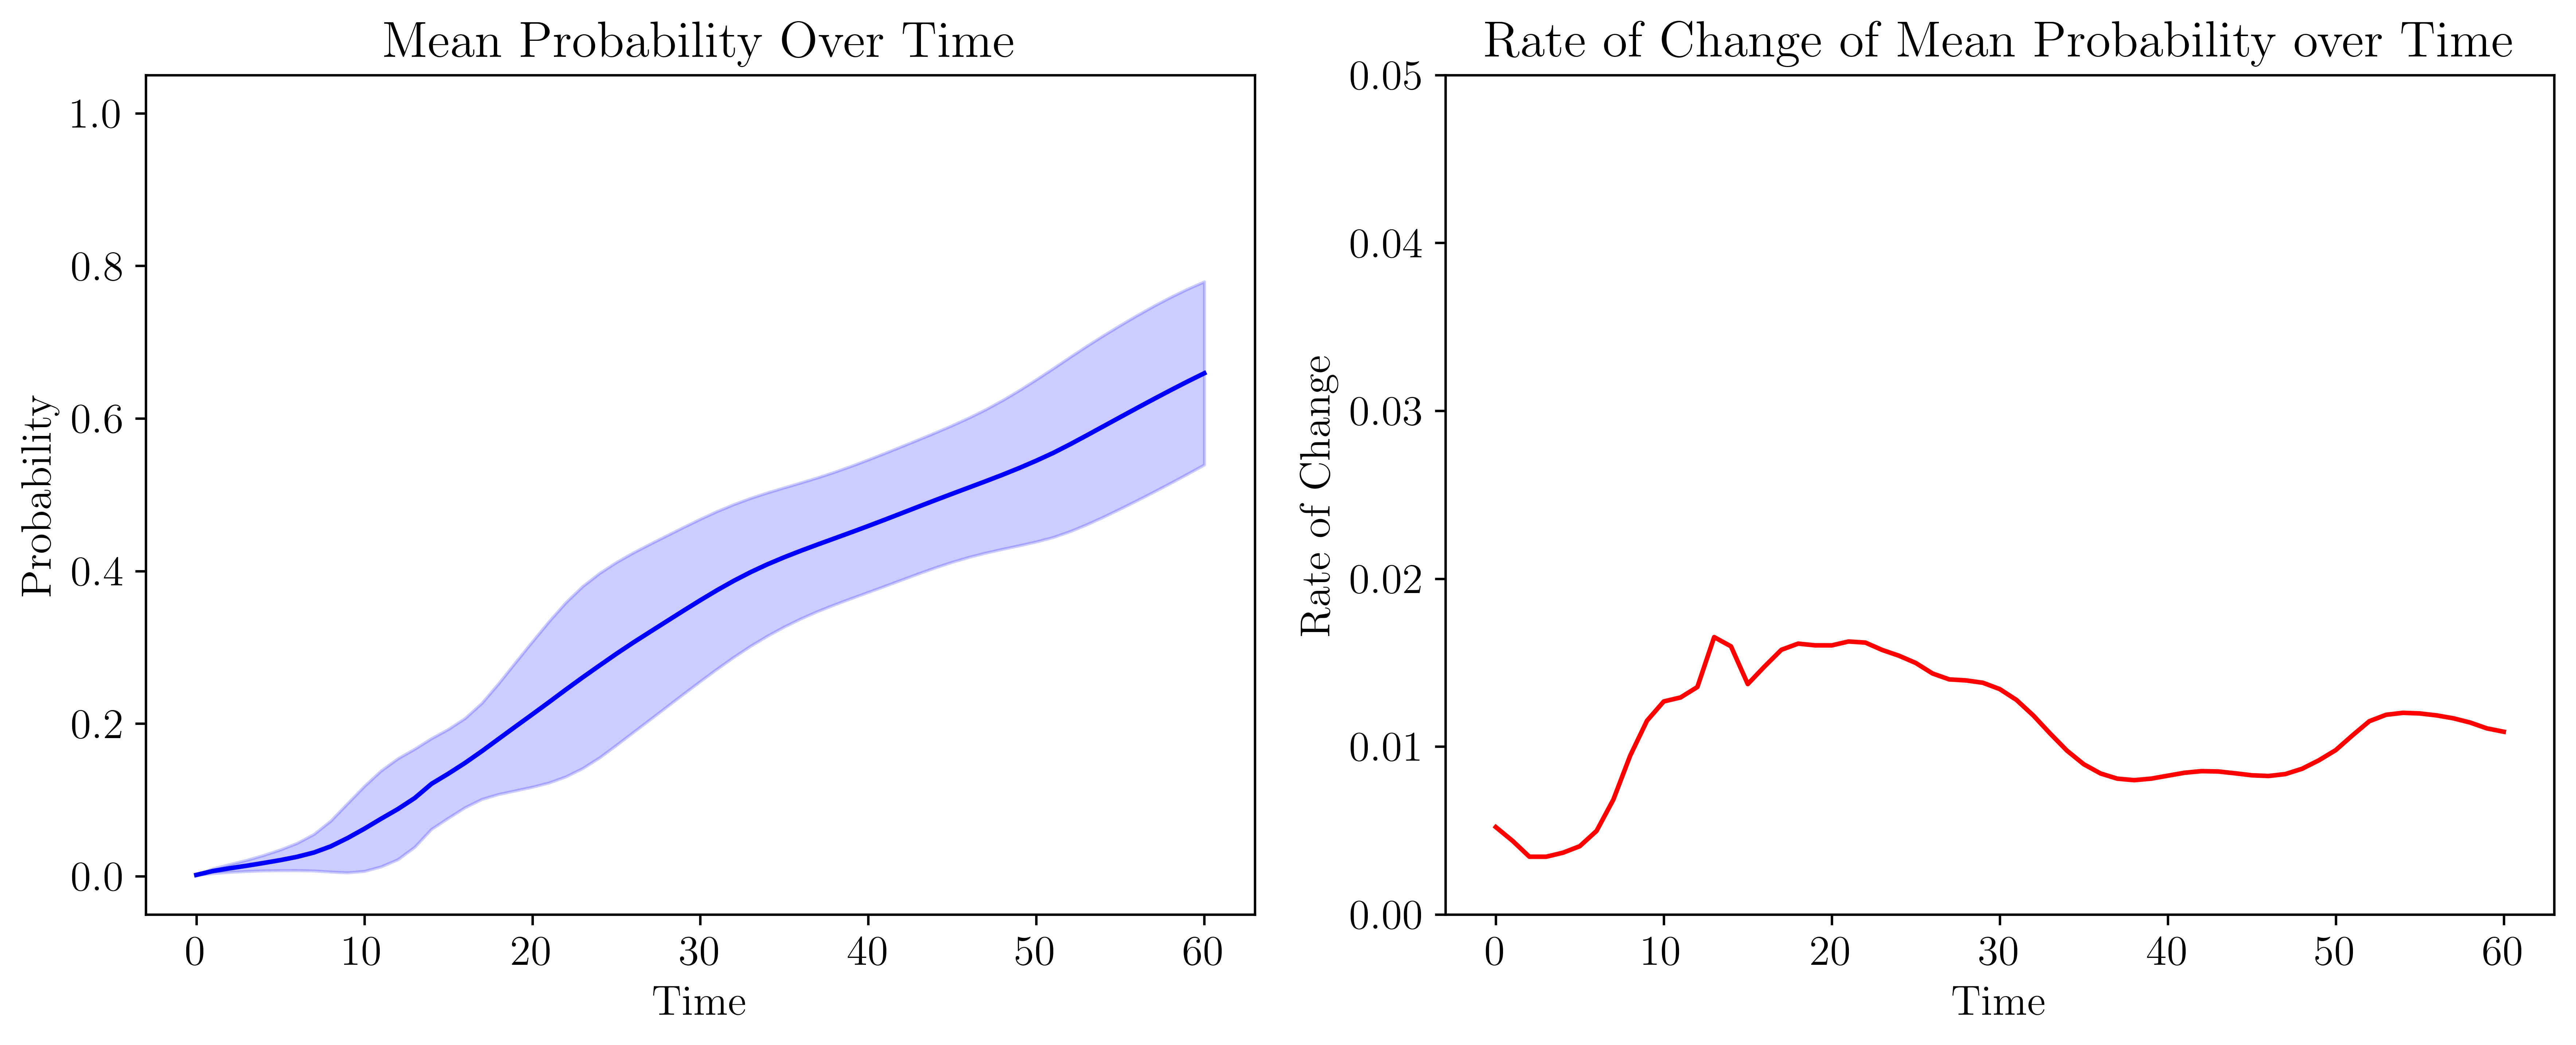 Mean Probability Over Time
1.0
0.8
0.6
0.4
0.2
0.0
Probability
0 10 20 30 40 50 60
Time
Rate of Change of Mean Probability over Time
0.05
0.04
0.03
0.02
0.01
0.00
Rate of Change
0 10 20 30 40 50 60
Time